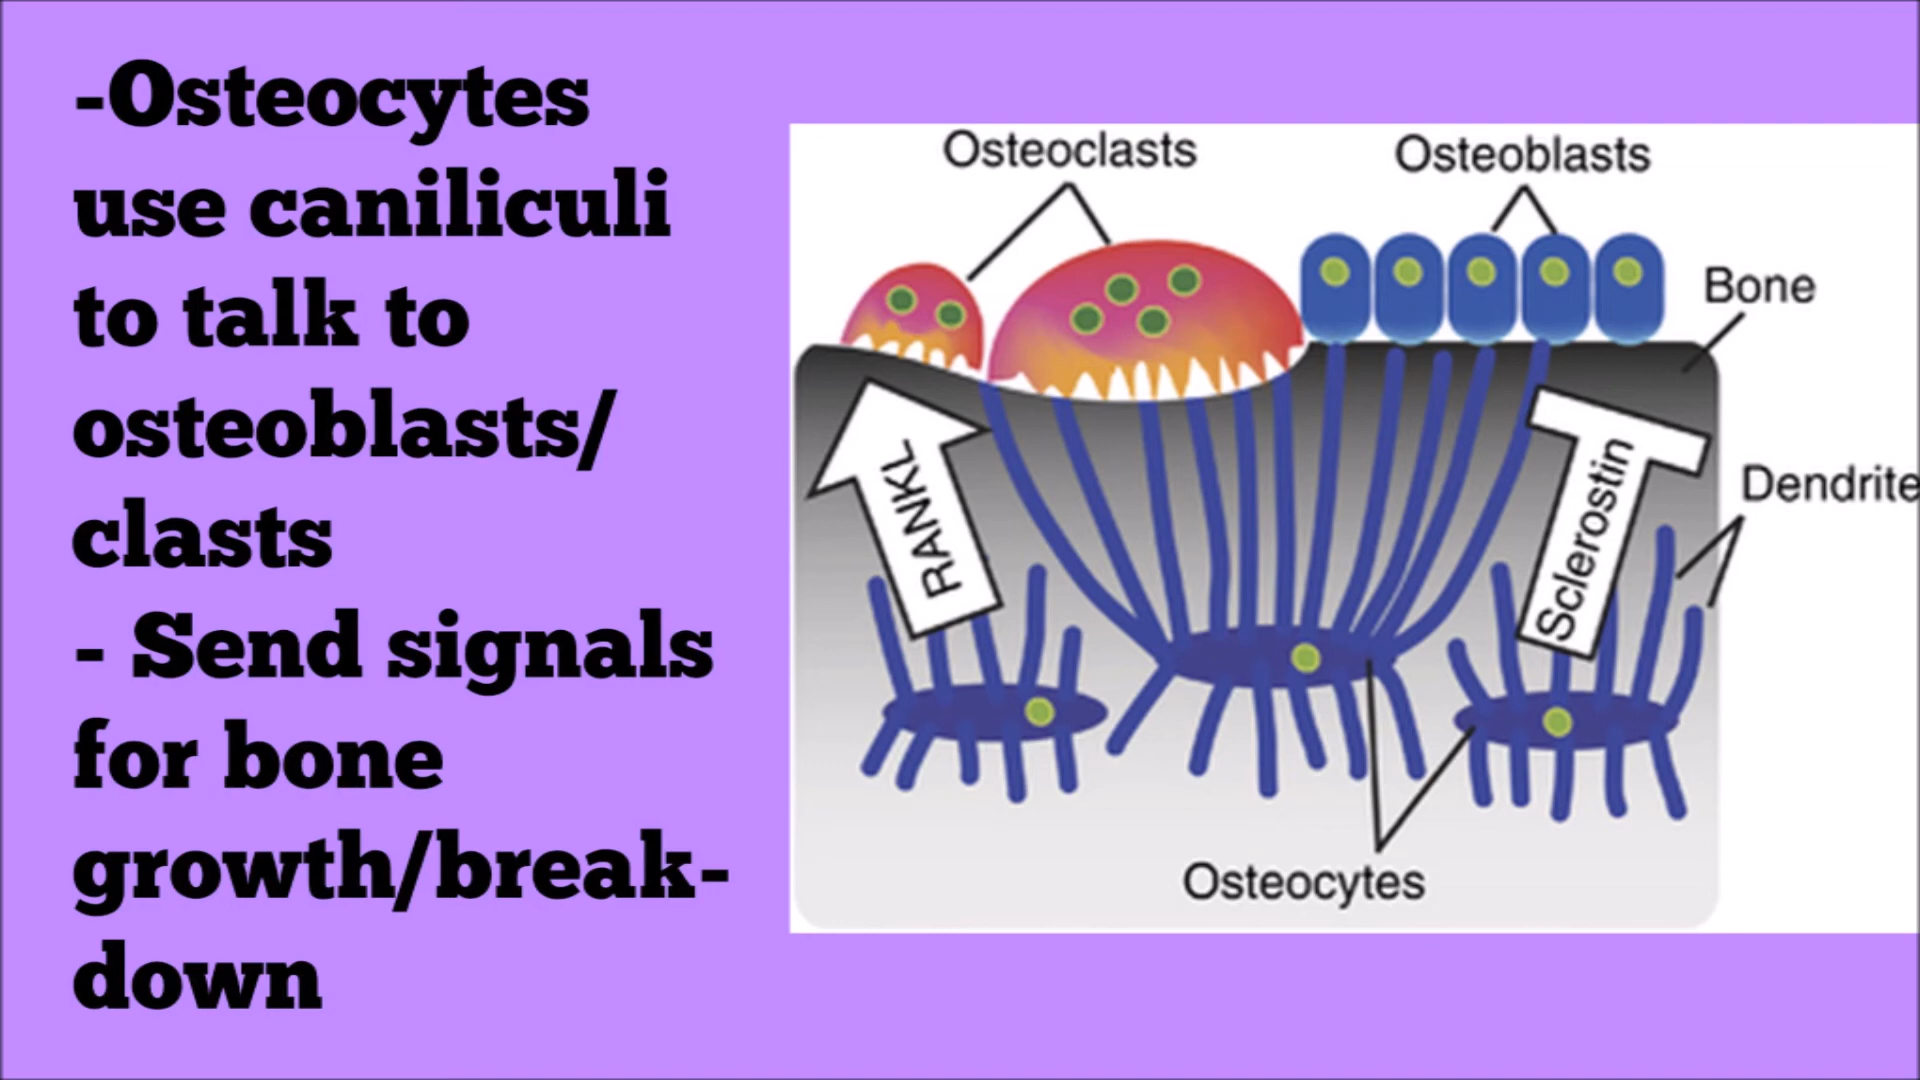 -Osteocytes
use caniliculi
to talk to
osteoblasts/
clasts
- Send signals
for bone
growth/break-
down
Osteoclasts
Osteoblasts
Bone
RANKL
Sclerostin
Dendrite
Osteocytes